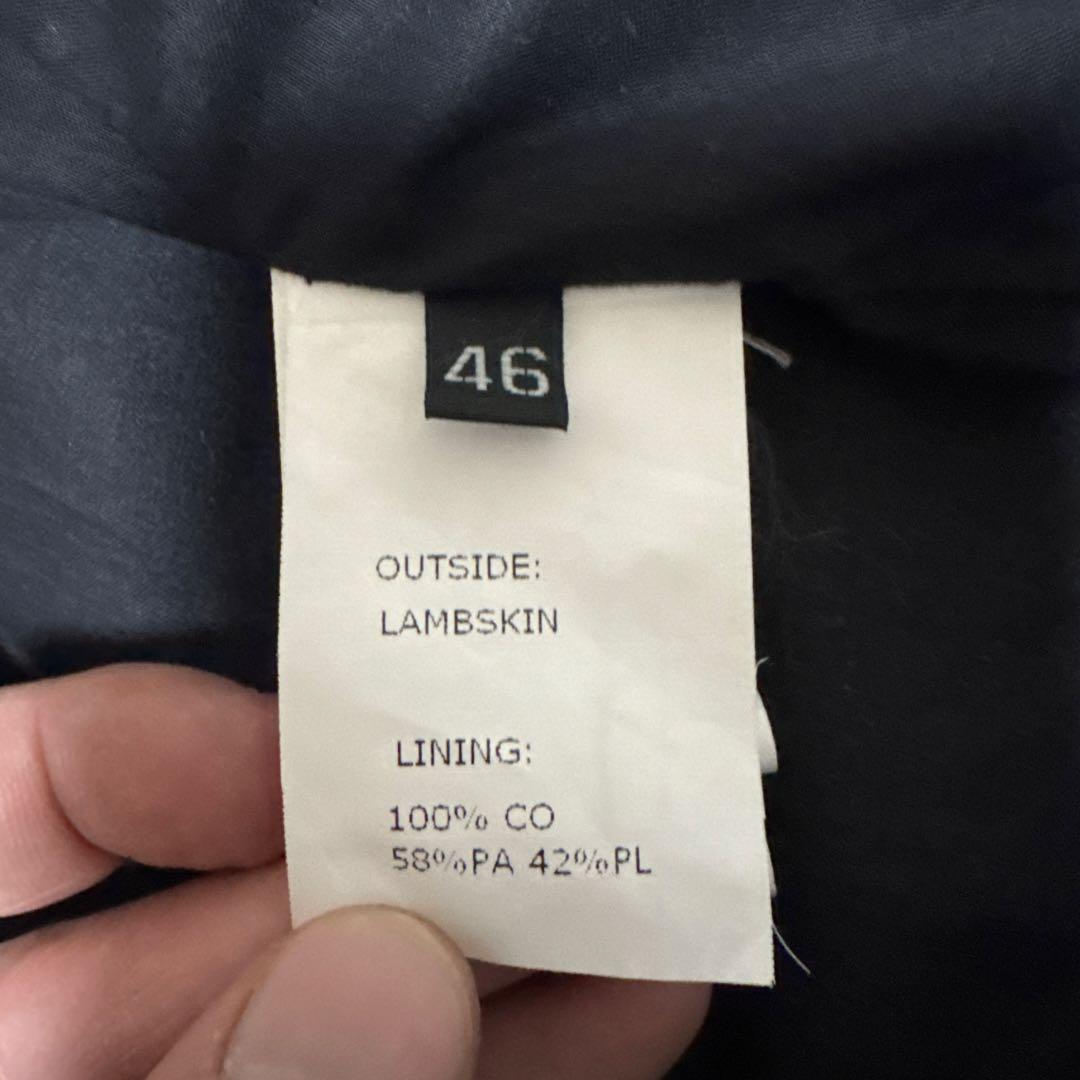 46
OUTSIDE:
LAMBSKIN
LINING:
100% CO
58%PA 42%PL